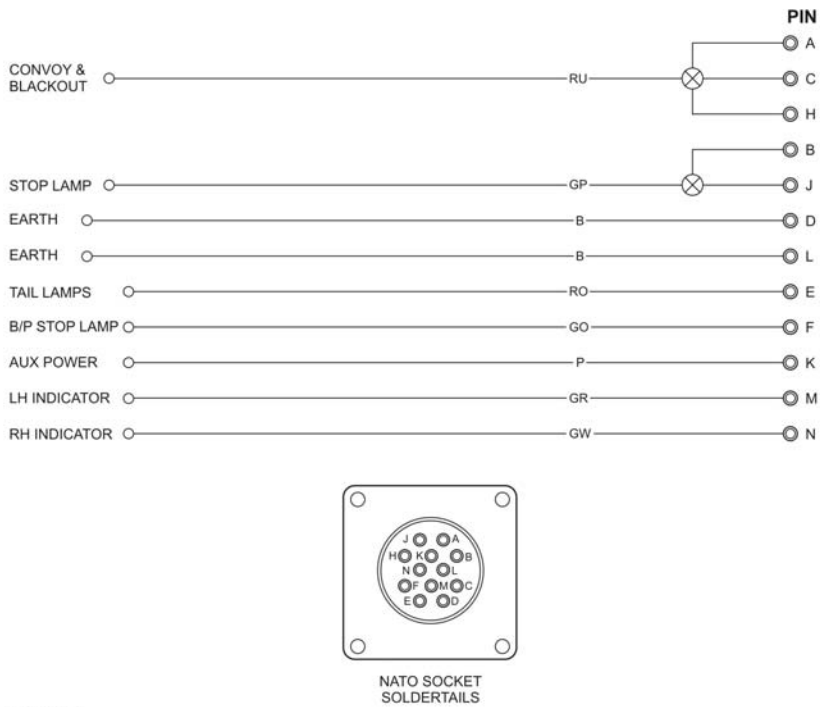 PIN
A
CONVOY &
BLACKOUT RU C
H
B
STOP LAMP GP J
EARTH B D
EARTH B L
TAIL LAMPS RO E
B/P STOP LAMP GO F
AUX POWER P K
LH INDICATOR GR M
RH INDICATOR GW N
J A
H K B
N L
F M C
E D
NATO SOCKET
SOLDERTAILS